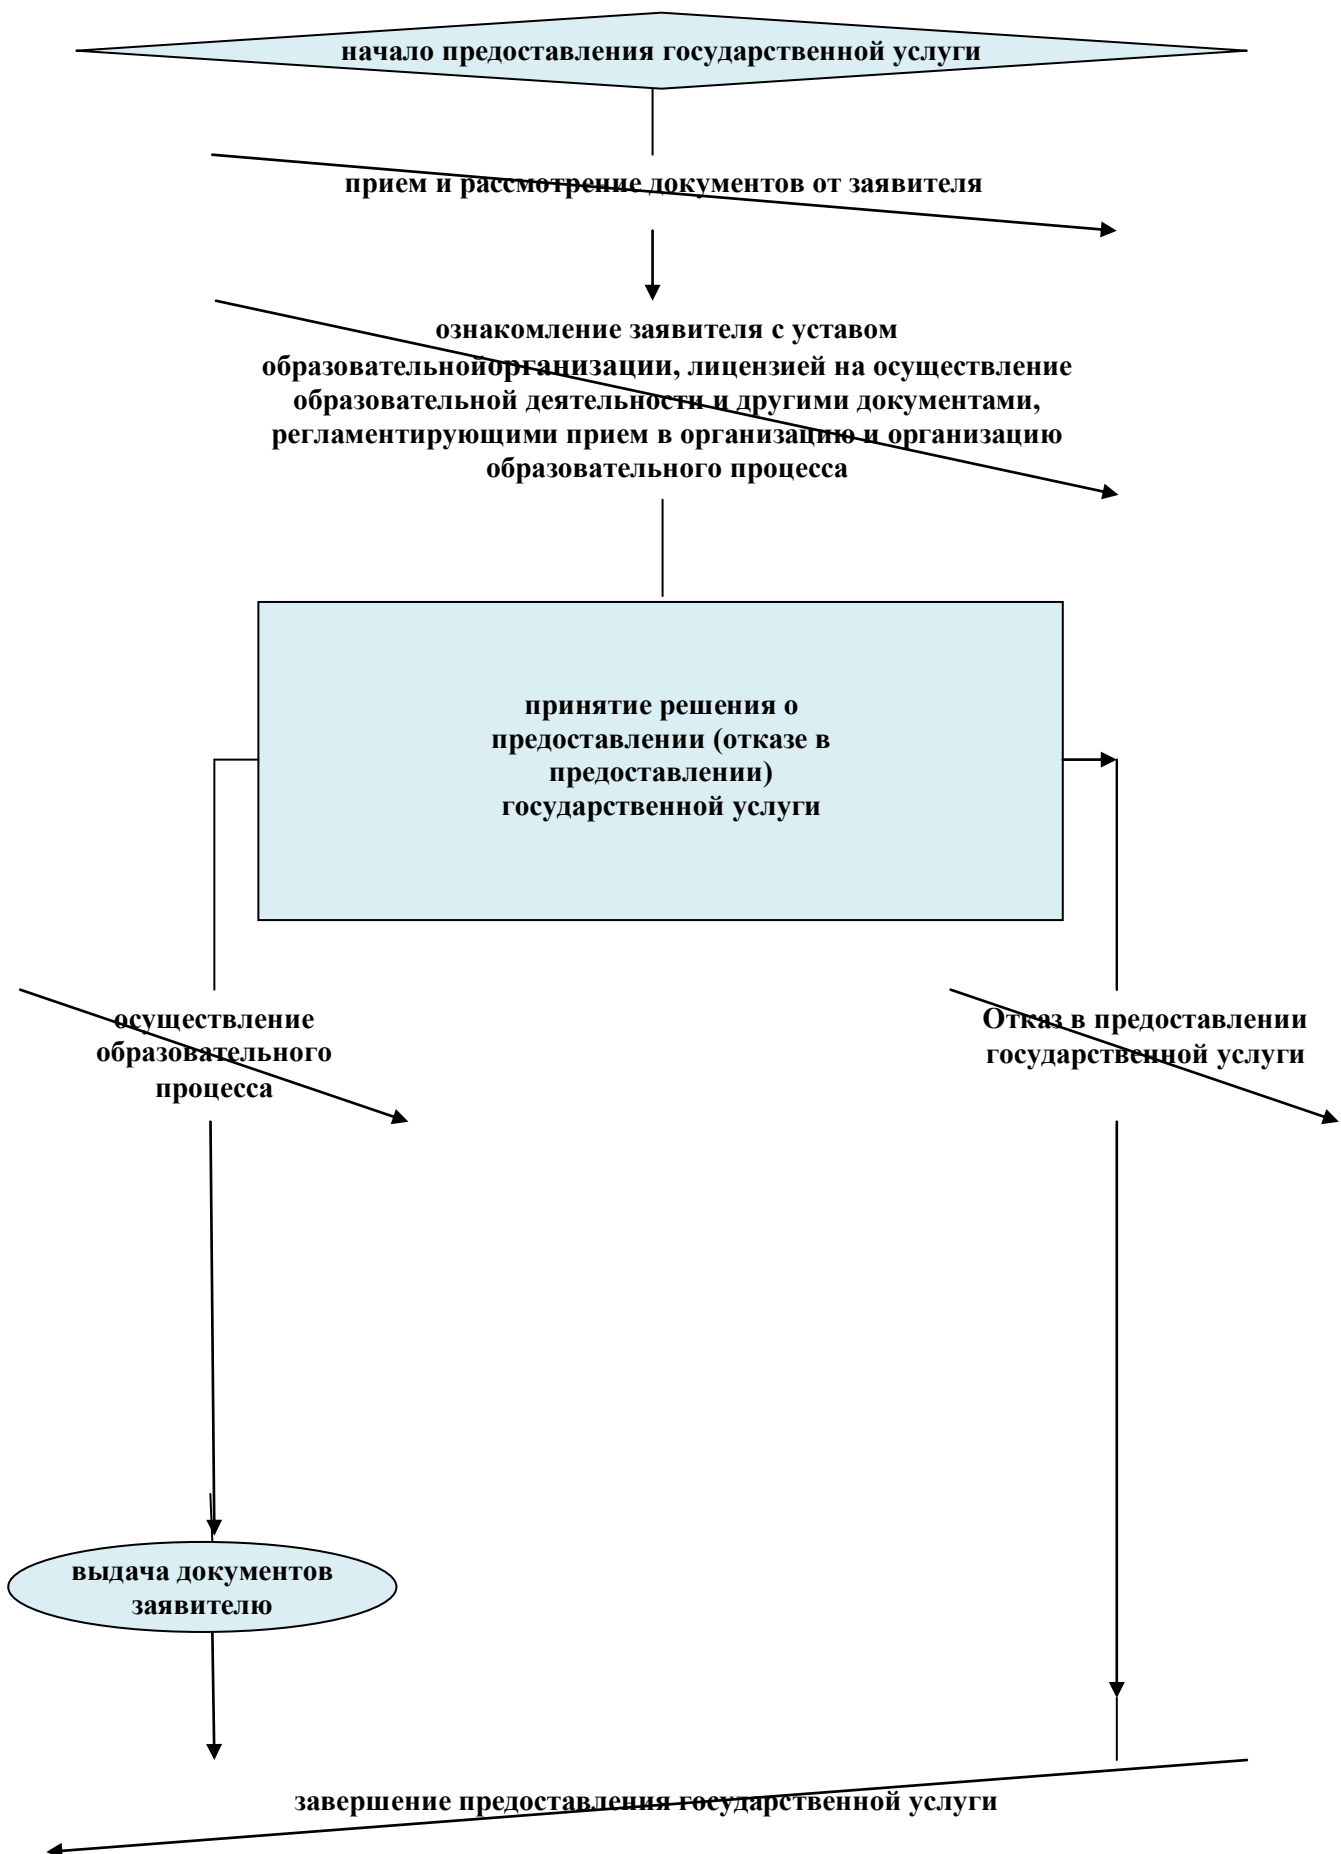 начало предоставления государственной услуги
прием и рассмотрение документов от заявителя
ознакомление заявителя с уставом
образовательнойорганизации, лицензией на осуществление
образовательной деятельности и другими документами,
регламентирующими прием в организацию и организацию
образовательного процесса
принятие решения о
предоставлении (отказе в
предоставлении)
государственной услуги
осуществление
образовательного
процесса
Отказ в предоставлении
государственной услуги
выдача документов
заявителю
завершение предоставления государственной услуги